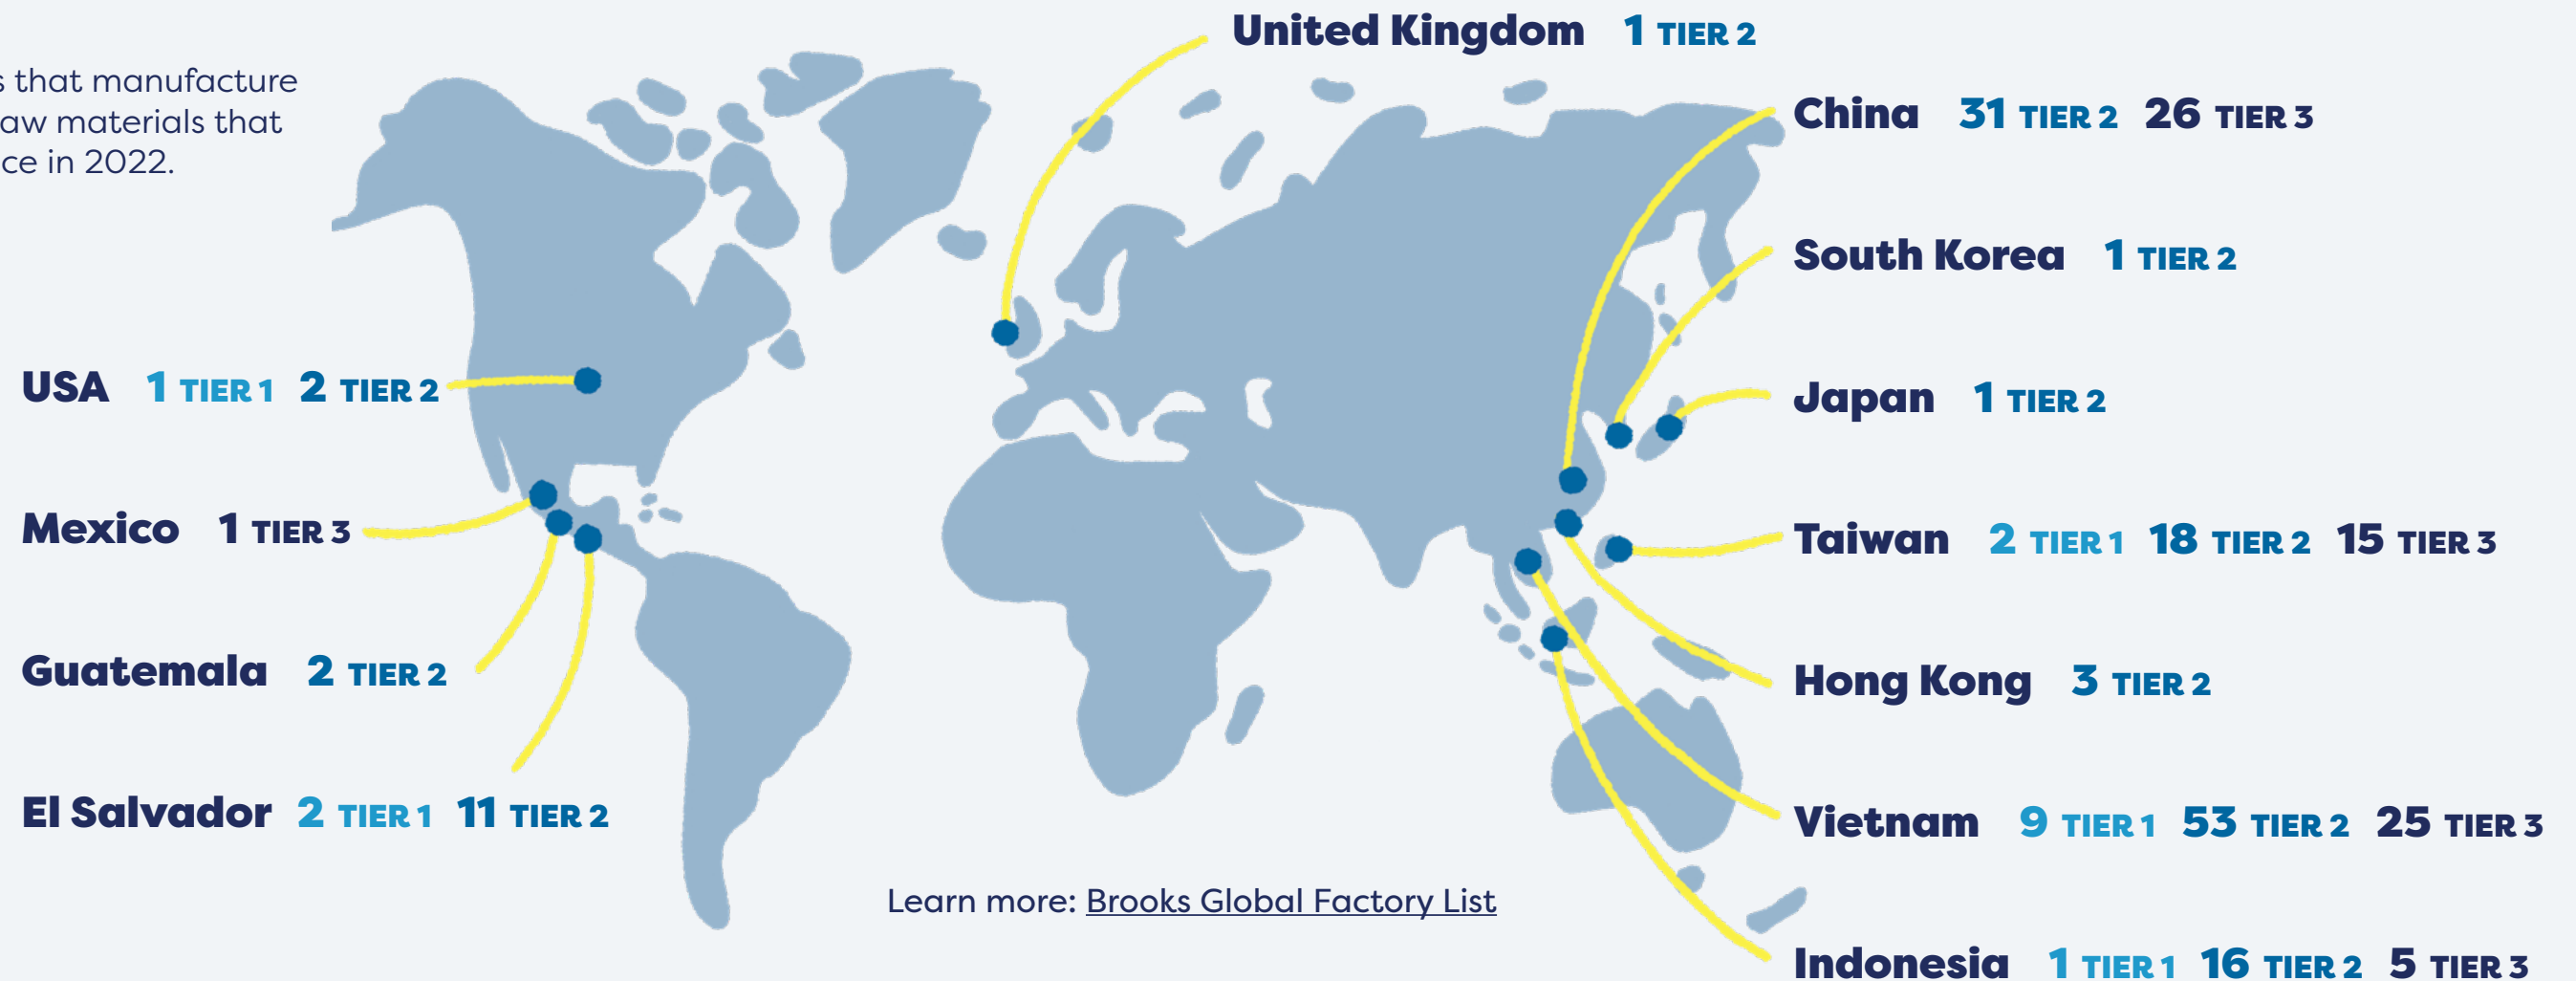 that manufacture
materials that
in 2022.
United Kingdom 1 TIER 2
China 31 TIER 2 26 TIER 3
South Korea 1 TIER 2
Japan 1 TIER 2
Taiwan 2 TIER 1 18 TIER 2 15 TIER 3
Hong Kong 3 TIER 2
Vietnam 9 TIER 1 53 TIER 2 25 TIER 3
Indonesia 1 TIER 1 16 TIER 2 5 TIER 3
USA 1 TIER 1 2 TIER 2
Mexico 1 TIER 3
Guatemala 2 TIER 2
El Salvador 2 TIER 1 11 TIER 2
Learn more: Brooks Global Factory List